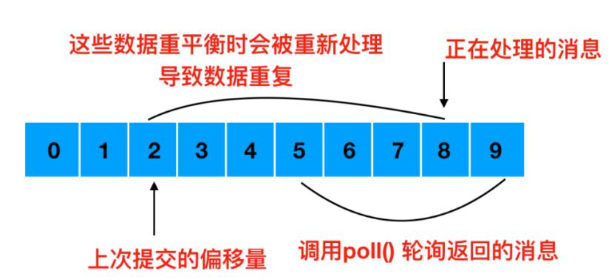 这些数据重平衡时会被重新处理
导致数据重复
正在处理的消息
0 1 2 3 4 5 6 7 8 9
上次提交的偏移量
调用poll() 轮询返回的消息